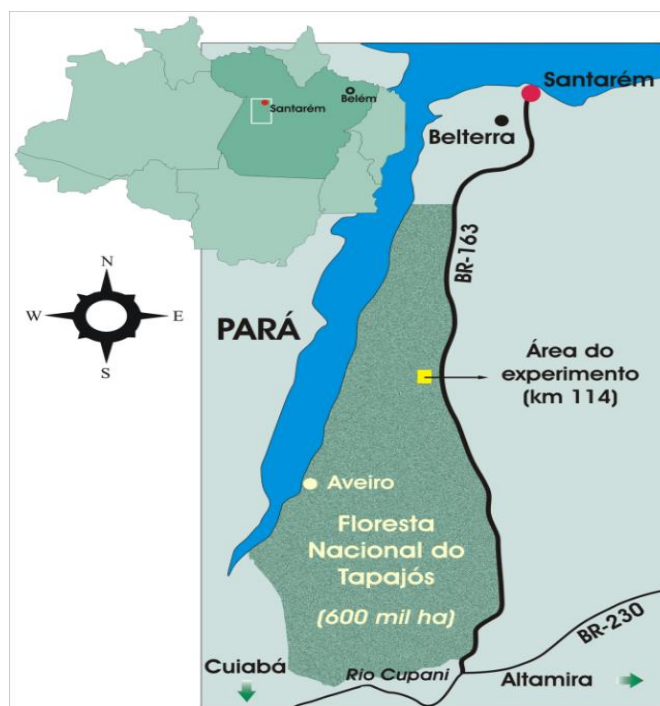 Belém
Santarém
Santarém
Belterra
BR-163
N
W
E
S
PARÁ
Área do
experimento
(km 114)
Aveiro
Floresta
Nacional do
Tapajós
(600 mil ha)
BR-230
Cuiabá
Rio Cupani
Altamira